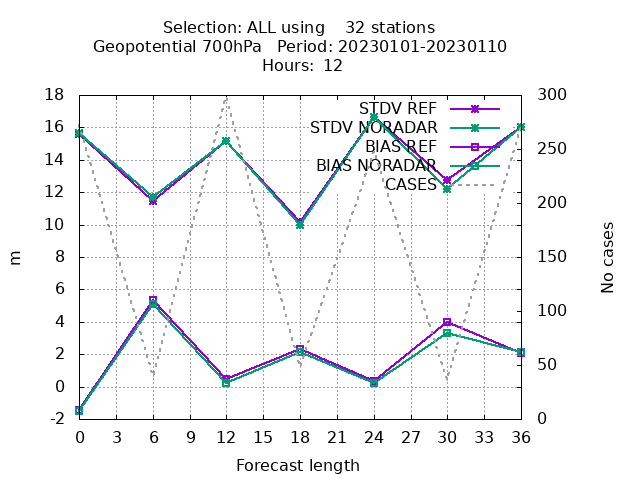 Selection: ALL using    32 stations
Geopotential 700hPa   Period: 20230101-20230110
Hours:  12
STDV REF
STDV NORADAR
BIAS REF
BIAS NORADAR
CASES
18
16
14
12
10
8
6
4
2
0
-2
m
300
250
200
150
100
50
0
No cases
0 3 6 9 12 15 18 21 24 27 30 33 36
Forecast length